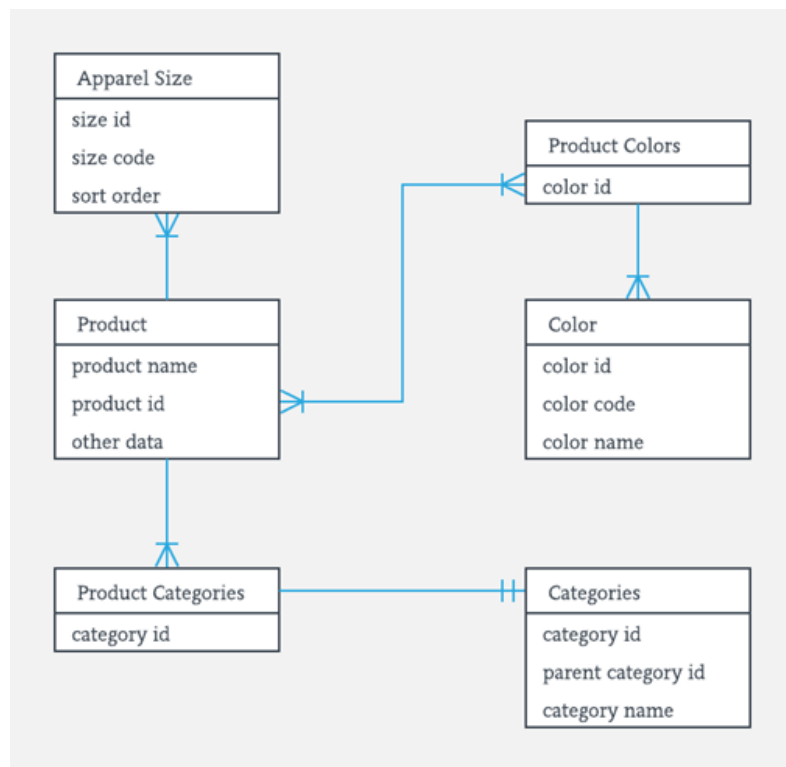 Apparel Size
size id
size code
sort order
Product Colors
color id
Product
product name
product id
other data
Color
color id
color code
color name
Product Categories
category id
Categories
category id
parent category id
category name